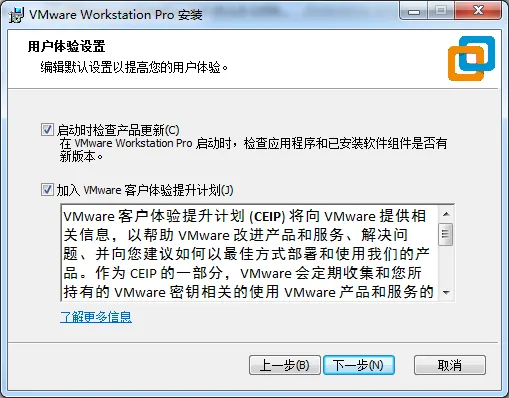 VMware Workstation Pro 安装
用户体验设置
编辑默认设置以提高您的用户体验。
启动时检查产品更新(C)
在 VMware Workstation Pro 启动时，检查应用程序和已安装软件组件是否有
新版本。
加入 VMware 客户体验提升计划(J)
VMware 客户体验提升计划 (CEIP) 将向 VMware 提供相
关信息，以帮助 VMware 改进产品和服务、解决问
题、并向您建议如何以最佳方式部署和使用我们的产
品。作为 CEIP 的一部分，VMware 会定期收集和您所
持有的 VMware 密钥相关的使用 VMware 产品和服务的
了解更多信息
上一步(B) 下一步(N) 取消